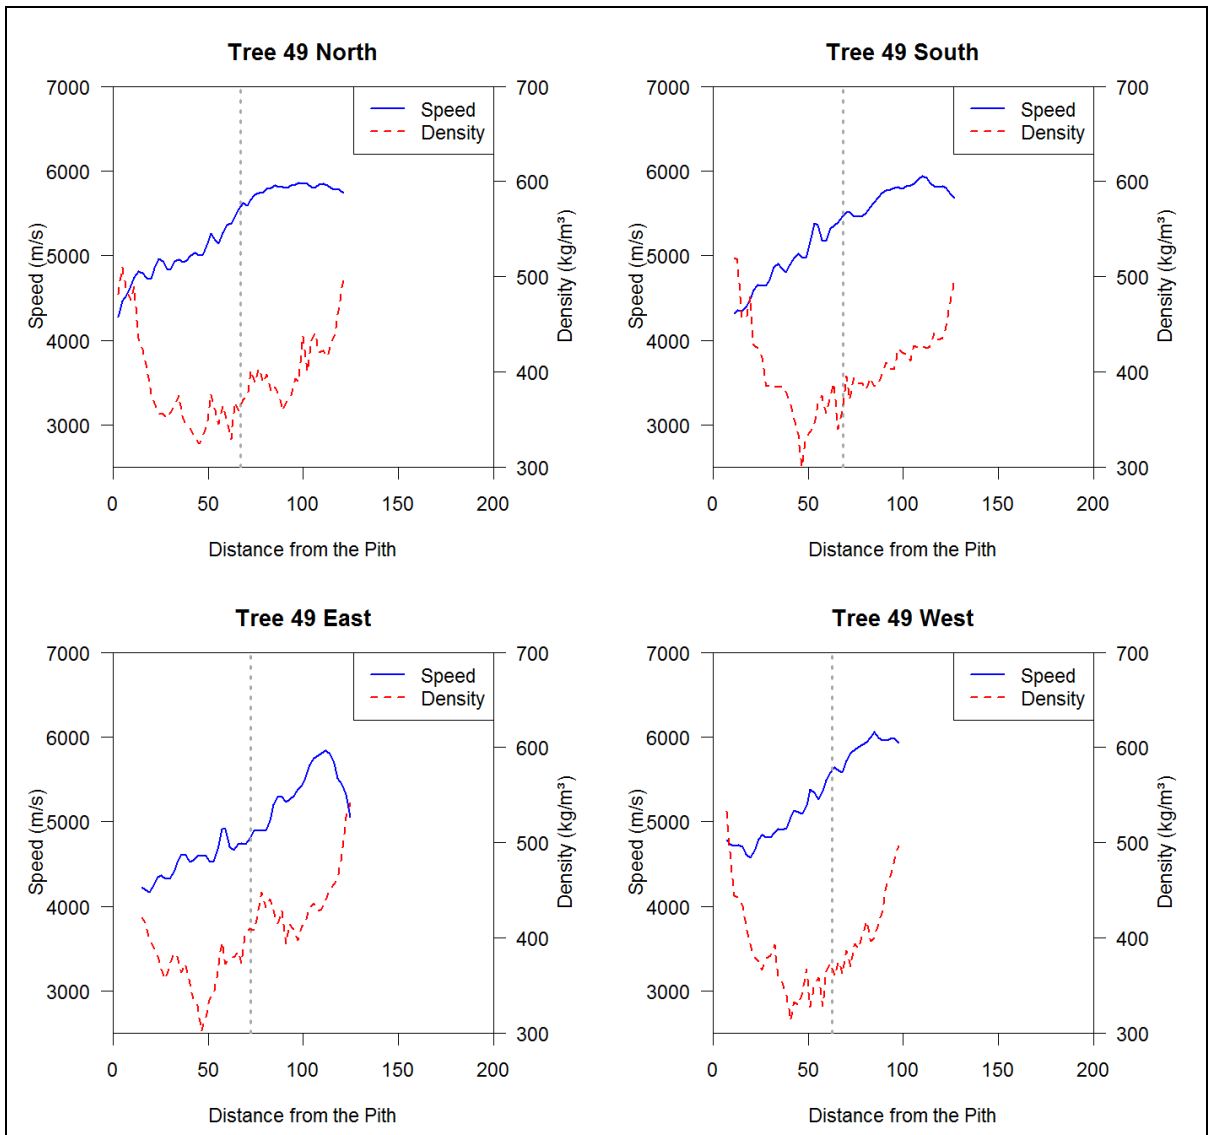 Tree 49 North
7000
6000
5000
4000
3000
Speed (m/s)
700
600
500
400
300
Density (kg/m³)
Speed
Density
0 50 100 150 200
Distance from the Pith
Tree 49 South
7000
6000
5000
4000
3000
Speed (m/s)
700
600
500
400
300
Density (kg/m³)
Speed
Density
0 50 100 150 200
Distance from the Pith
Tree 49 East
7000
6000
5000
4000
3000
Speed (m/s)
700
600
500
400
300
Density (kg/m³)
Speed
Density
0 50 100 150 200
Distance from the Pith
Tree 49 West
7000
6000
5000
4000
3000
Speed (m/s)
700
600
500
400
300
Density (kg/m³)
Speed
Density
0 50 100 150 200
Distance from the Pith